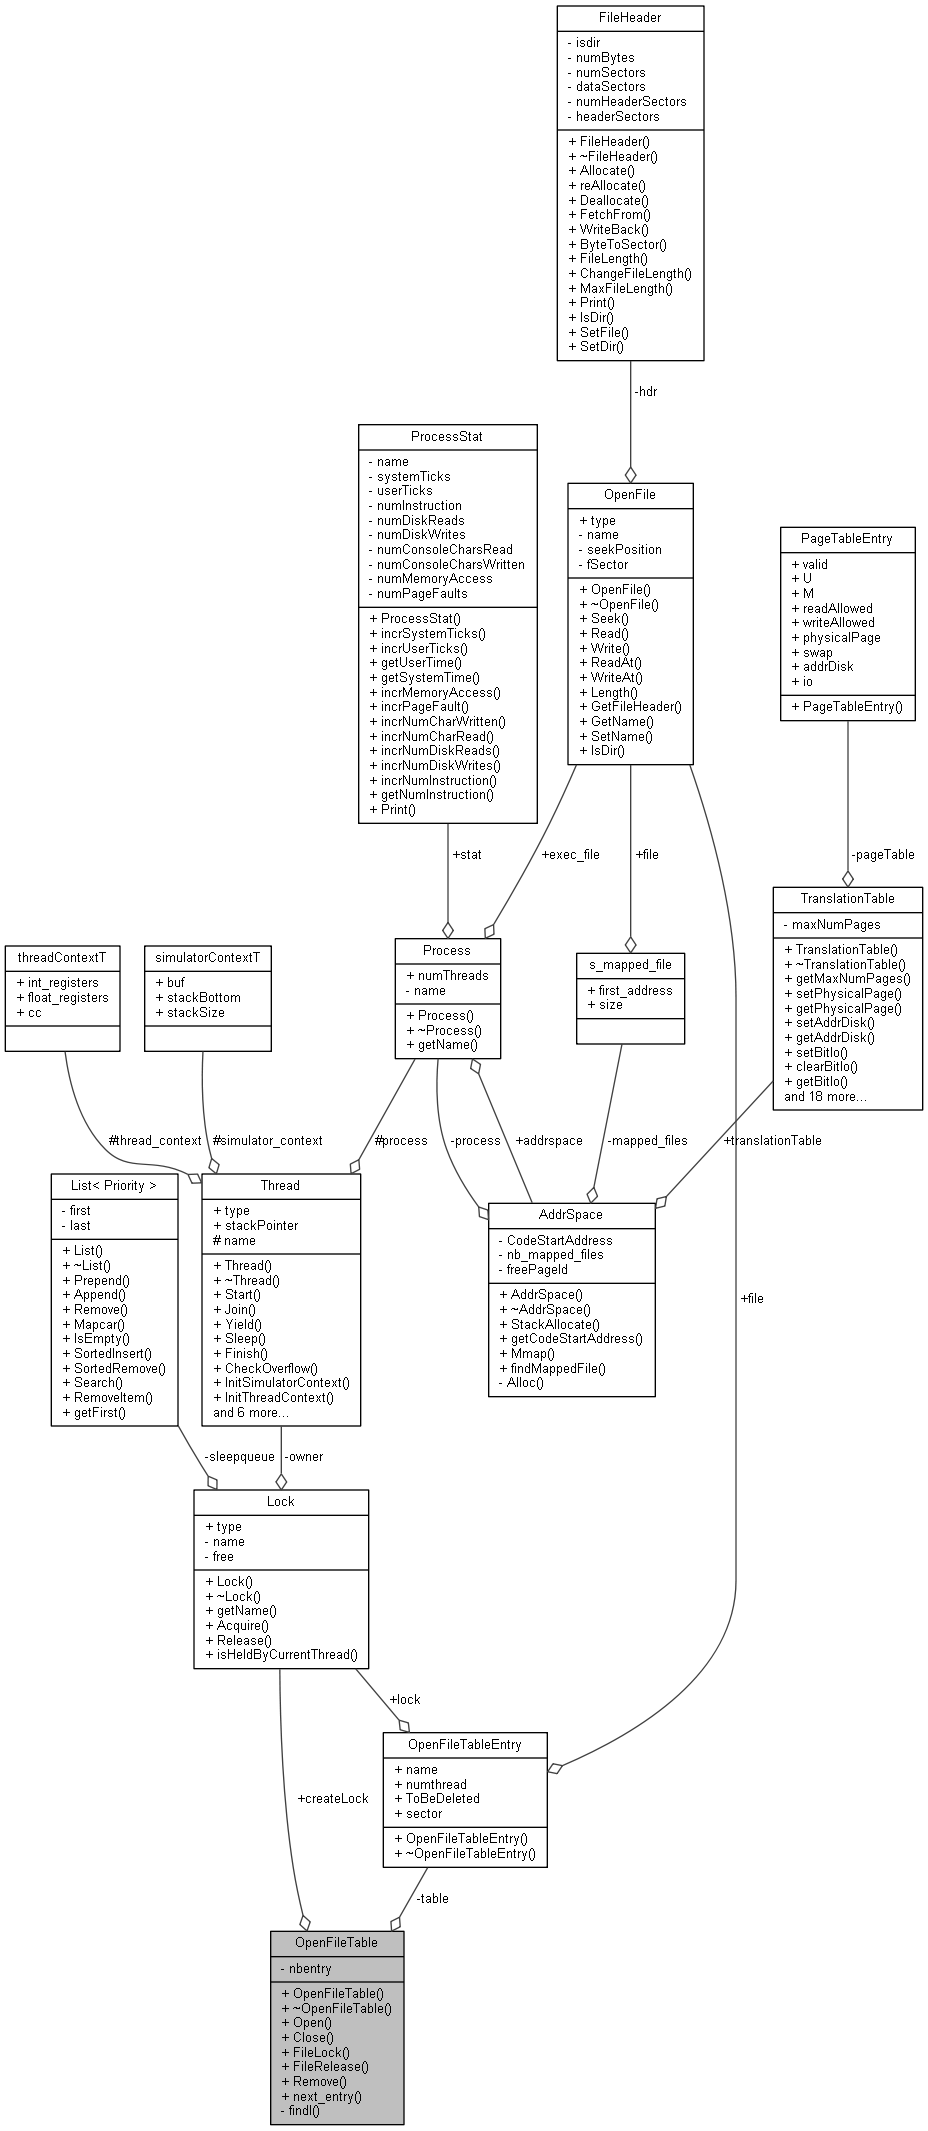 FileHeader
- isdir
- numBytes
- numSectors
- dataSectors
- numHeaderSectors
- headerSectors
+ FileHeader()
+ ~FileHeader()
+ Allocate()
+ reAllocate()
+ Deallocate()
+ FetchFrom()
+ WriteBack()
+ ByteToSector()
+ FileLength()
+ ChangeFileLength()
+ MaxFileLength()
+ Print()
+ IsDir()
+ SetFile()
+ SetDir()
-hdr
ProcessStat
- name
- systemTicks
- userTicks
- numInstruction
- numDiskReads
- numDiskWrites
- numConsoleCharsRead
- numConsoleCharsWritten
- numMemoryAccess
- numPageFaults
+ ProcessStat()
+ incrSystemTicks()
+ incrUserTicks()
+ getUserTime()
+ getSystemTime()
+ incrMemoryAccess()
+ incrPageFault()
+ incrNumCharWritten()
+ incrNumCharRead()
+ incrNumDiskReads()
+ incrNumDiskWrites()
+ incrNumInstruction()
+ getNumInstruction()
+ Print()
OpenFile
+ type
- name
- seekPosition
- fSector
+ OpenFile()
+ ~OpenFile()
+ Seek()
+ Read()
+ Write()
+ ReadAt()
+ WriteAt()
+ Length()
+ GetFileHeader()
+ GetName()
+ SetName()
+ IsDir()
PageTableEntry
+ valid
+ U
+ M
+ readAllowed
+ writeAllowed
+ physicalPage
+ swap
+ addrDisk
+ io
+ PageTableEntry()
+stat
+exec_file
+file
-pageTable
threadContextT
+ int_registers
+ float_registers
+ cc
simulatorContextT
+ buf
+ stackBottom
+ stackSize
Process
+ numThreads
- name
+ Process()
+ ~Process()
+ getName()
s_mapped_file
+ first_address
+ size
TranslationTable
- maxNumPages
+ TranslationTable()
+ ~TranslationTable()
+ getMaxNumPages()
+ setPhysicalPage()
+ getPhysicalPage()
+ setAddrDisk()
+ getAddrDisk()
+ setBitIo()
+ clearBitIo()
+ getBitIo()
and 18 more...
#thread_context
#simulator_context
#process
-process
+addrspace
-mapped_files
+translationTable
List< Priority >
- first
- last
+ List()
+ ~List()
+ Prepend()
+ Append()
+ Remove()
+ Mapcar()
+ IsEmpty()
+ SortedInsert()
+ SortedRemove()
+ Search()
+ RemoveItem()
+ getFirst()
Thread
+ type
+ stackPointer
# name
+ Thread()
+ ~Thread()
+ Start()
+ Join()
+ Yield()
+ Sleep()
+ Finish()
+ CheckOverflow()
+ InitSimulatorContext()
+ InitThreadContext()
and 6 more...
AddrSpace
- CodeStartAddress
- nb_mapped_files
- freePageId
+ AddrSpace()
+ ~AddrSpace()
+ StackAllocate()
+ getCodeStartAddress()
+ Mmap()
+ findMappedFile()
- Alloc()
+file
-sleepqueue
-owner
Lock
+ type
- name
- free
+ Lock()
+ ~Lock()
+ getName()
+ Acquire()
+ Release()
+ isHeldByCurrentThread()
+lock
OpenFileTableEntry
+ name
+ numthread
+ ToBeDeleted
+ sector
+ OpenFileTableEntry()
+ ~OpenFileTableEntry()
+createLock
-table
OpenFileTable
- nbentry
+ OpenFileTable()
+ ~OpenFileTable()
+ Open()
+ Close()
+ FileLock()
+ FileRelease()
+ Remove()
+ next_entry()
- findl()